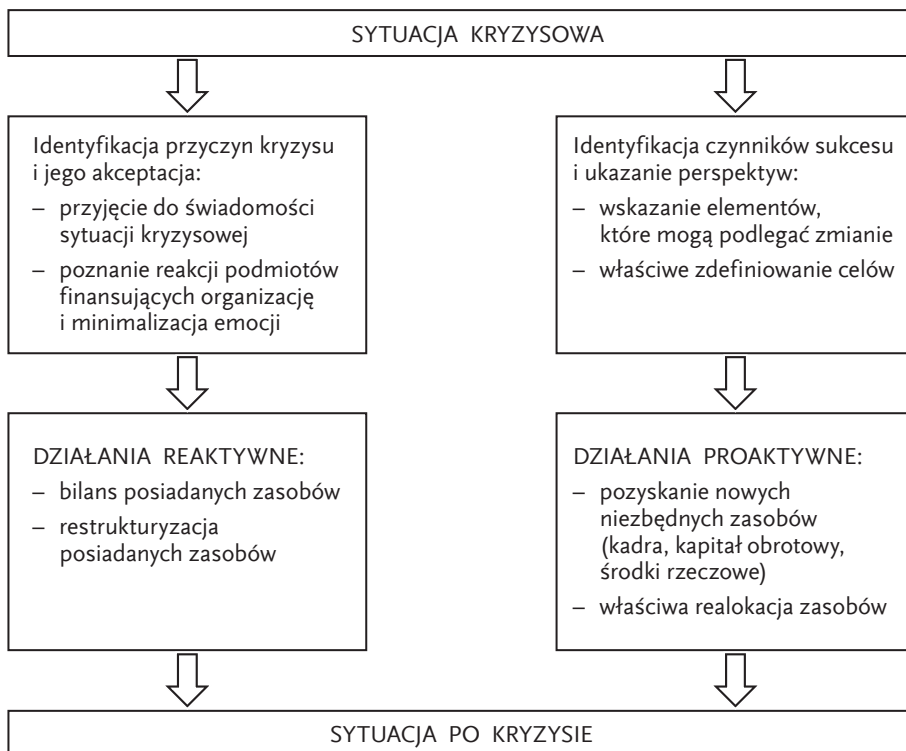 SYTUACJA KRYZYSOWA
Identyfikacja przyczyn kryzysu
i jego akceptacja:
– przyjęcie do świadomości
sytuacji kryzysowej
– poznanie reakcji podmiotów
finansujących organizację
i minimalizacja emocji
Identyfikacja czynników sukcesu
i ukazanie perspektyw:
– wskazanie elementów,
które mogą podlegać zmianie
– właściwe zdefiniowanie celów
DZIAŁANIA REAKTYWNE:
– bilans posiadanych zasobów
– restrukturyzacja
posiadanych zasobów
DZIAŁANIA PROAKTYWNE:
– pozyskanie nowych
niezbędnych zasobów
(kadra, kapitał obrotowy,
środki rzeczowe)
– właściwa realokacja zasobów
SYTUACJA PO KRYZYSIE